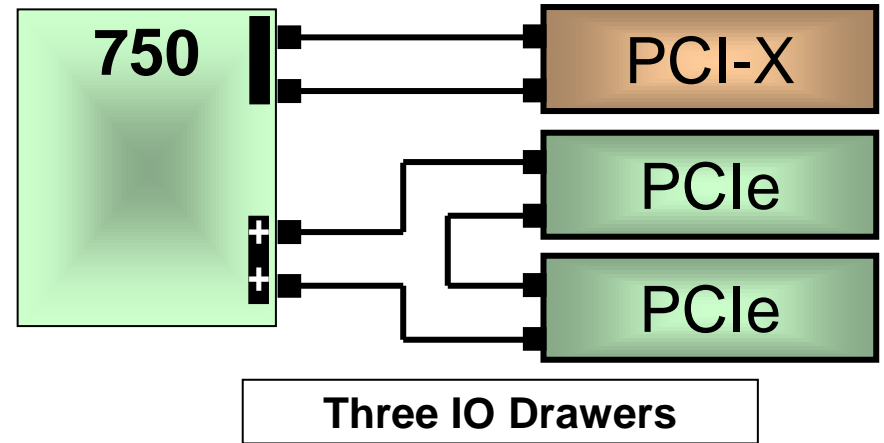 750
PCI-X
+
PCIe
+
PCIe
Three IO Drawers